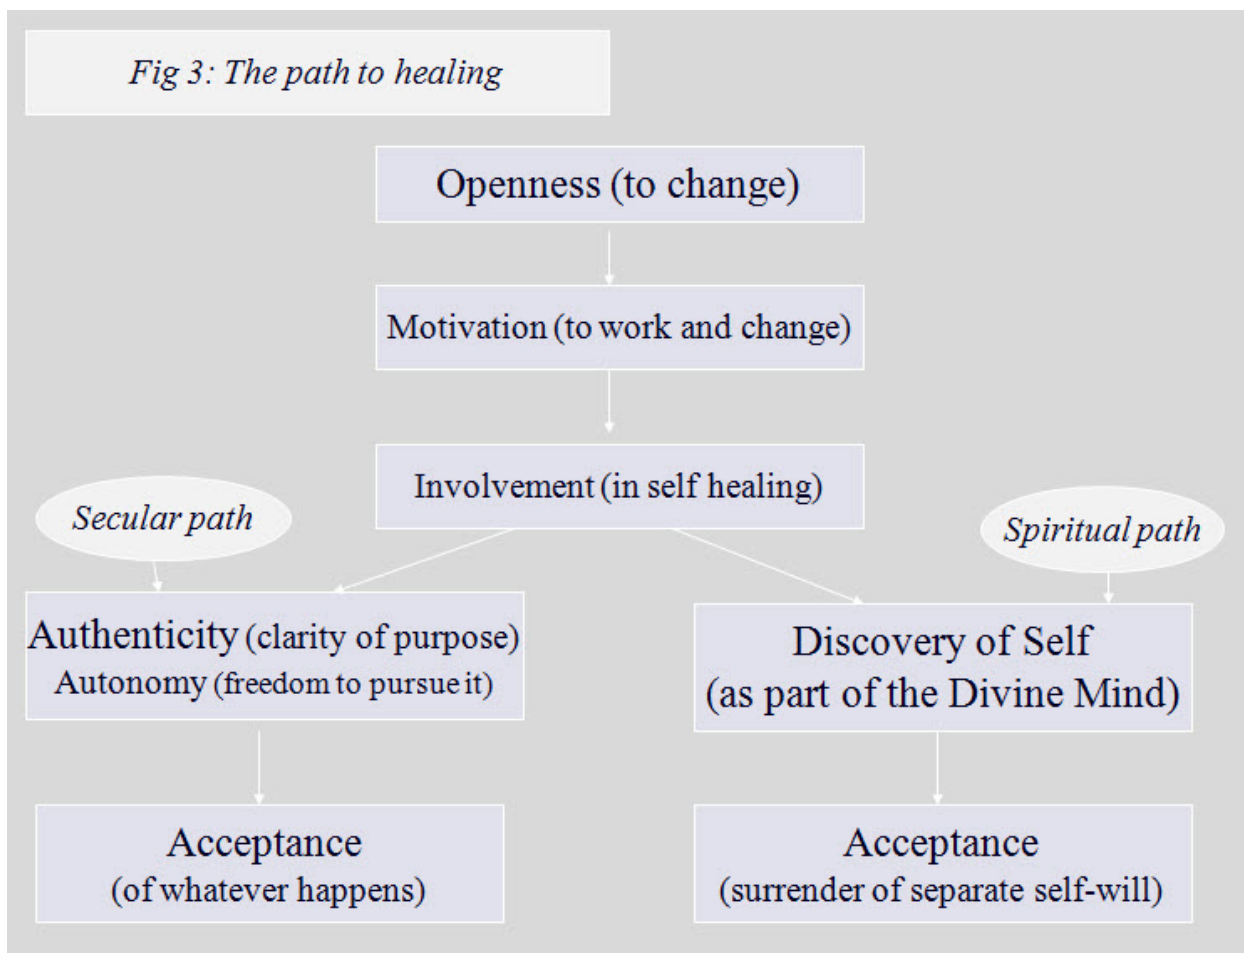 Fig 3: The path to healing
Openness (to change)
Motivation (to work and change)
Involvement (in self healing)
Secular path
Spiritual path
Authenticity (clarity of purpose)
Autonomy (freedom to pursue it)
Discovery of Self
(as part of the Divine Mind)
Acceptance
(of whatever happens)
Acceptance
(surrender of separate self-will)